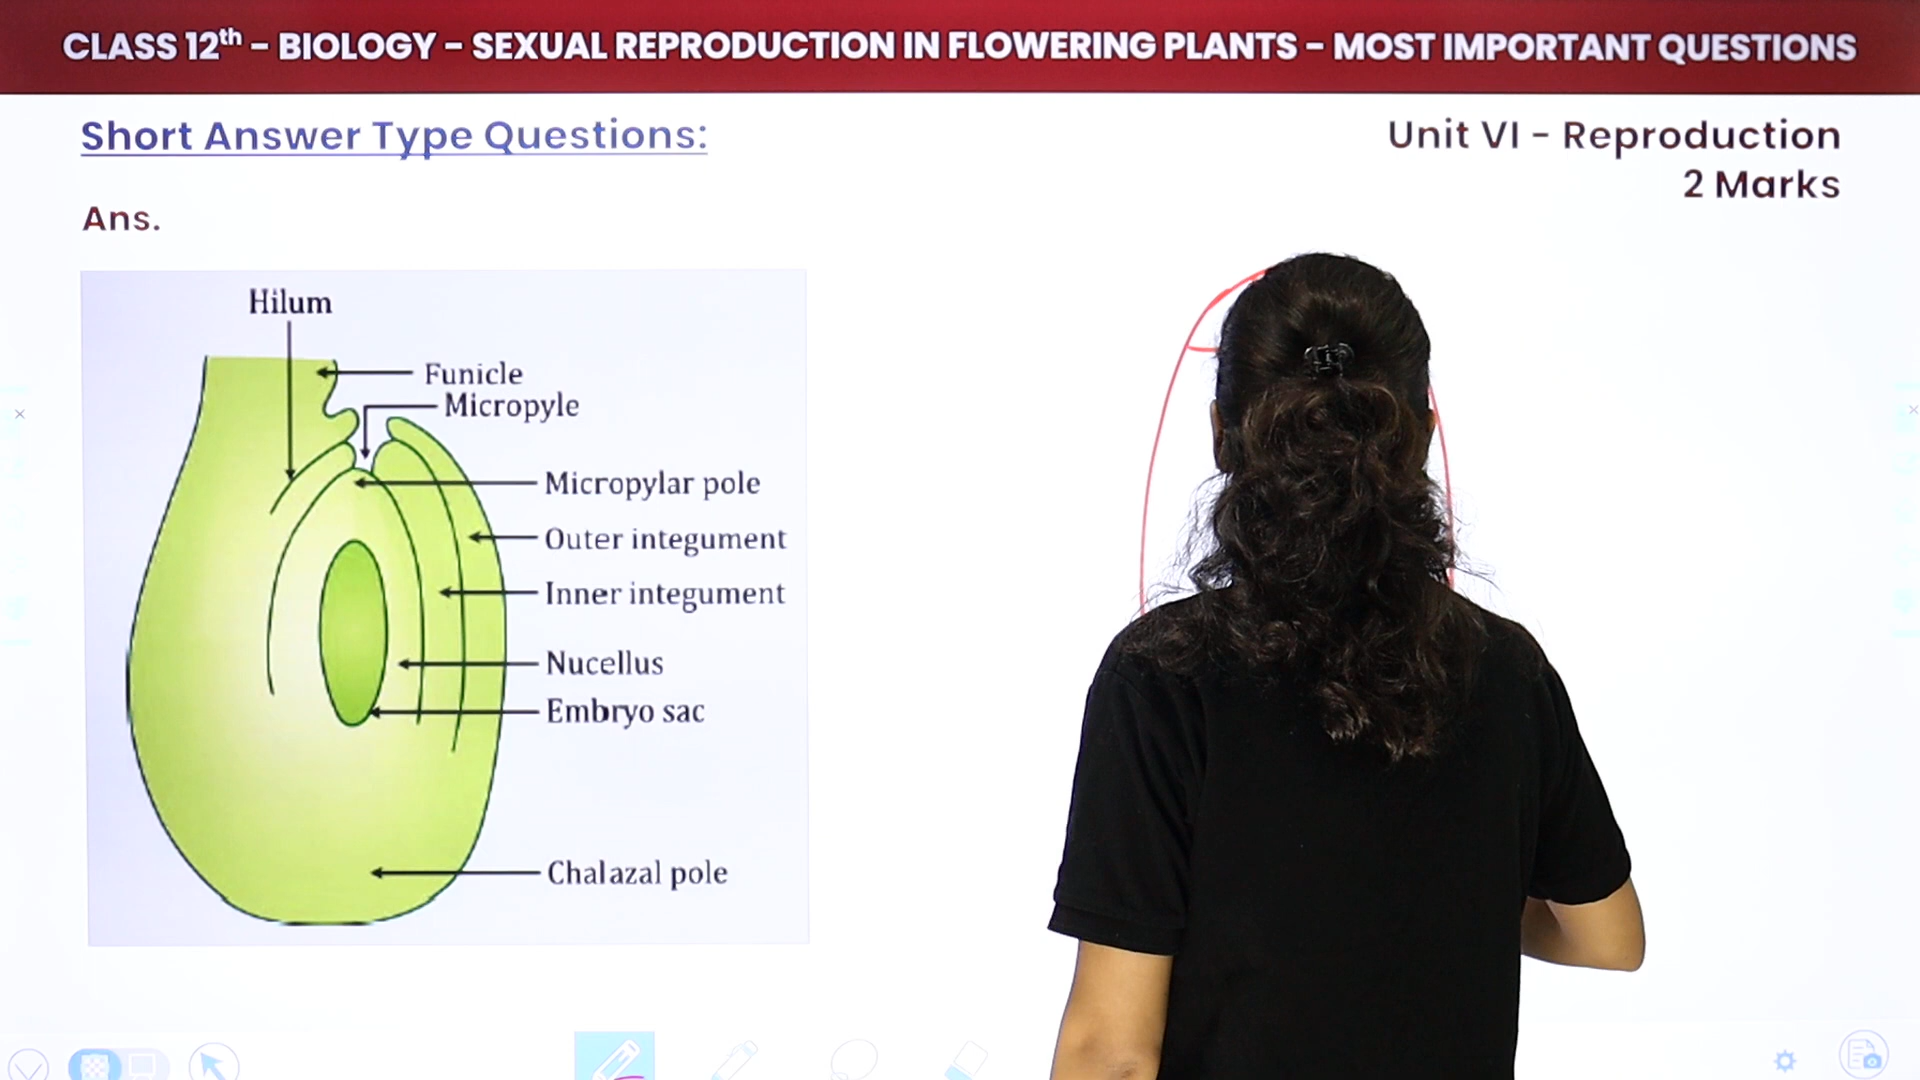 CLASS 12th – BIOLOGY – SEXUAL REPRODUCTION IN FLOWERING PLANTS – MOST IMPORTANT QUESTIONS
Short Answer Type Questions:
Unit VI – Reproduction
2 Marks
Ans.
Hilum
Funicle
Micropyle
Micropylar pole
Outer integument
Inner integument
Nucellus
Embryo sac
Chalazal pole